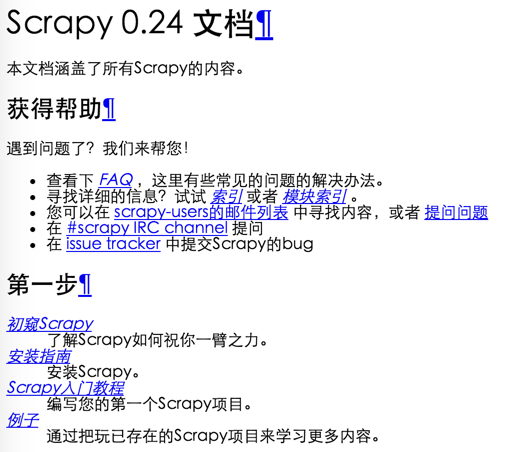 Scrapy 0.24 文档¶
本文档涵盖了所有Scrapy的内容。
获得帮助¶
遇到问题了？我们来帮您！
• 查看下 FAQ ，这里有些常见的问题的解决办法。
• 寻找详细的信息？试试 索引 或者 模块索引 。
• 您可以在 scrapy-users的邮件列表 中寻找内容，或者 提问问题
• 在 #scrapy IRC channel 提问
• 在 issue tracker 中提交Scrapy的bug
第一步¶
初窥Scrapy
了解Scrapy如何祝你一臂之力。
安装指南
安装Scrapy。
Scrapy入门教程
编写您的第一个Scrapy项目。
例子
通过把玩已存在的Scrapy项目来学习更多内容。